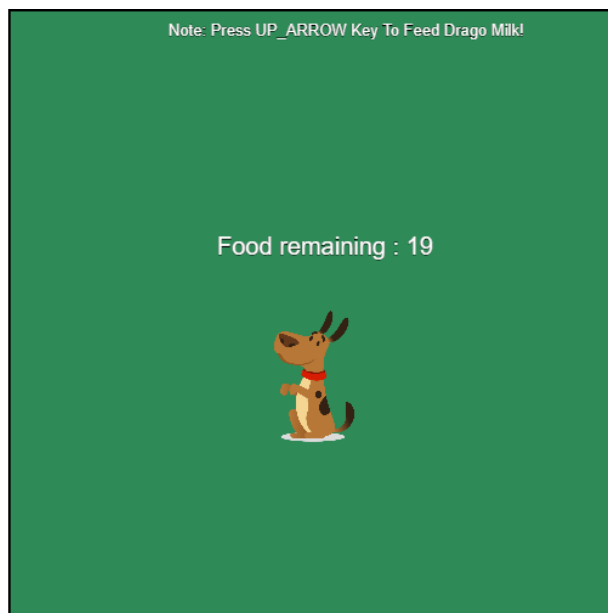 Note: Press UP_ARROW Key To Feed Drago Milk!
Food remaining : 19